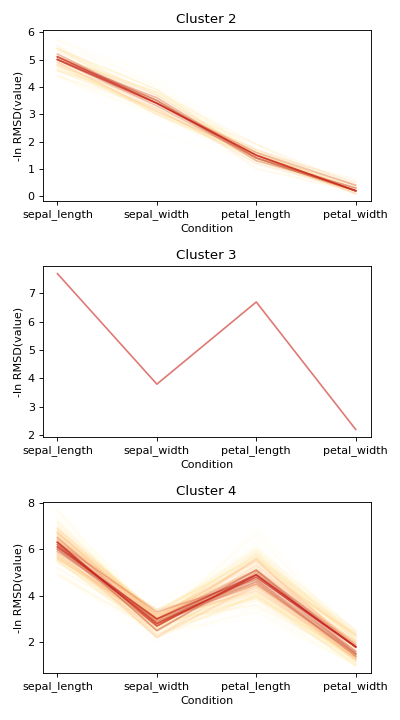 Cluster 2
6
5
4
3
2
1
0
-ln RMSD(value)
sepal_length sepal_width petal_length petal_width
Condition
Cluster 3
7
6
5
4
3
2
-ln RMSD(value)
sepal_length sepal_width petal_length petal_width
Condition
Cluster 4
8
6
4
2
-ln RMSD(value)
sepal_length sepal_width petal_length petal_width
Condition